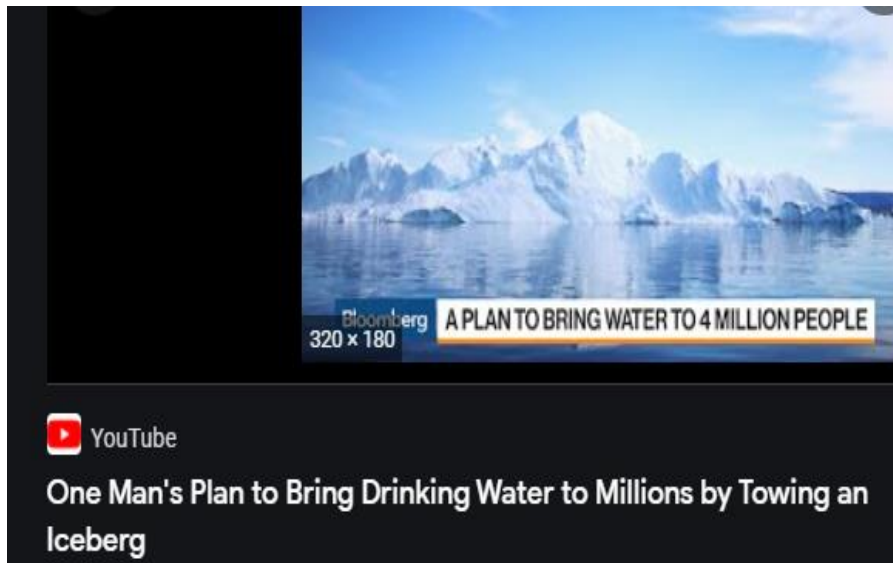 Bloomberg
A PLAN TO BRING WATER TO 4 MILLION PEOPLE
320 × 180
YouTube
One Man's Plan to Bring Drinking Water to Millions by Towing an
Iceberg